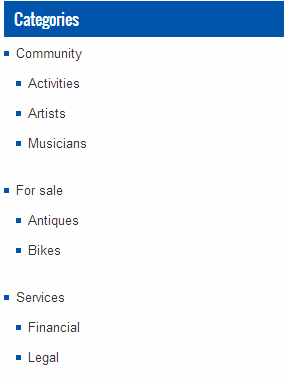 Categories
Community
Activities
Artists
Musicians
For sale
Antiques
Bikes
Services
Financial
Legal